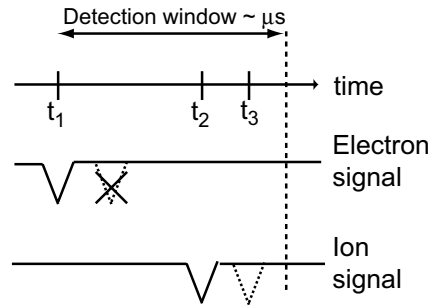 Detection window ~ μs
time
t1 t2 t3
Electron
signal
Ion
signal